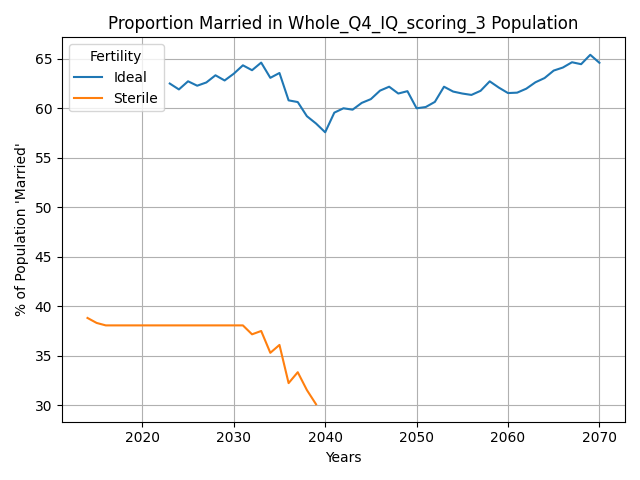 Proportion Married in Whole_Q4_IQ_scoring_3 Population
Fertility
Ideal
Sterile
% of Population 'Married'
65
60
55
50
45
40
35
30
2020
2030
2040
2050
2060
2070
Years